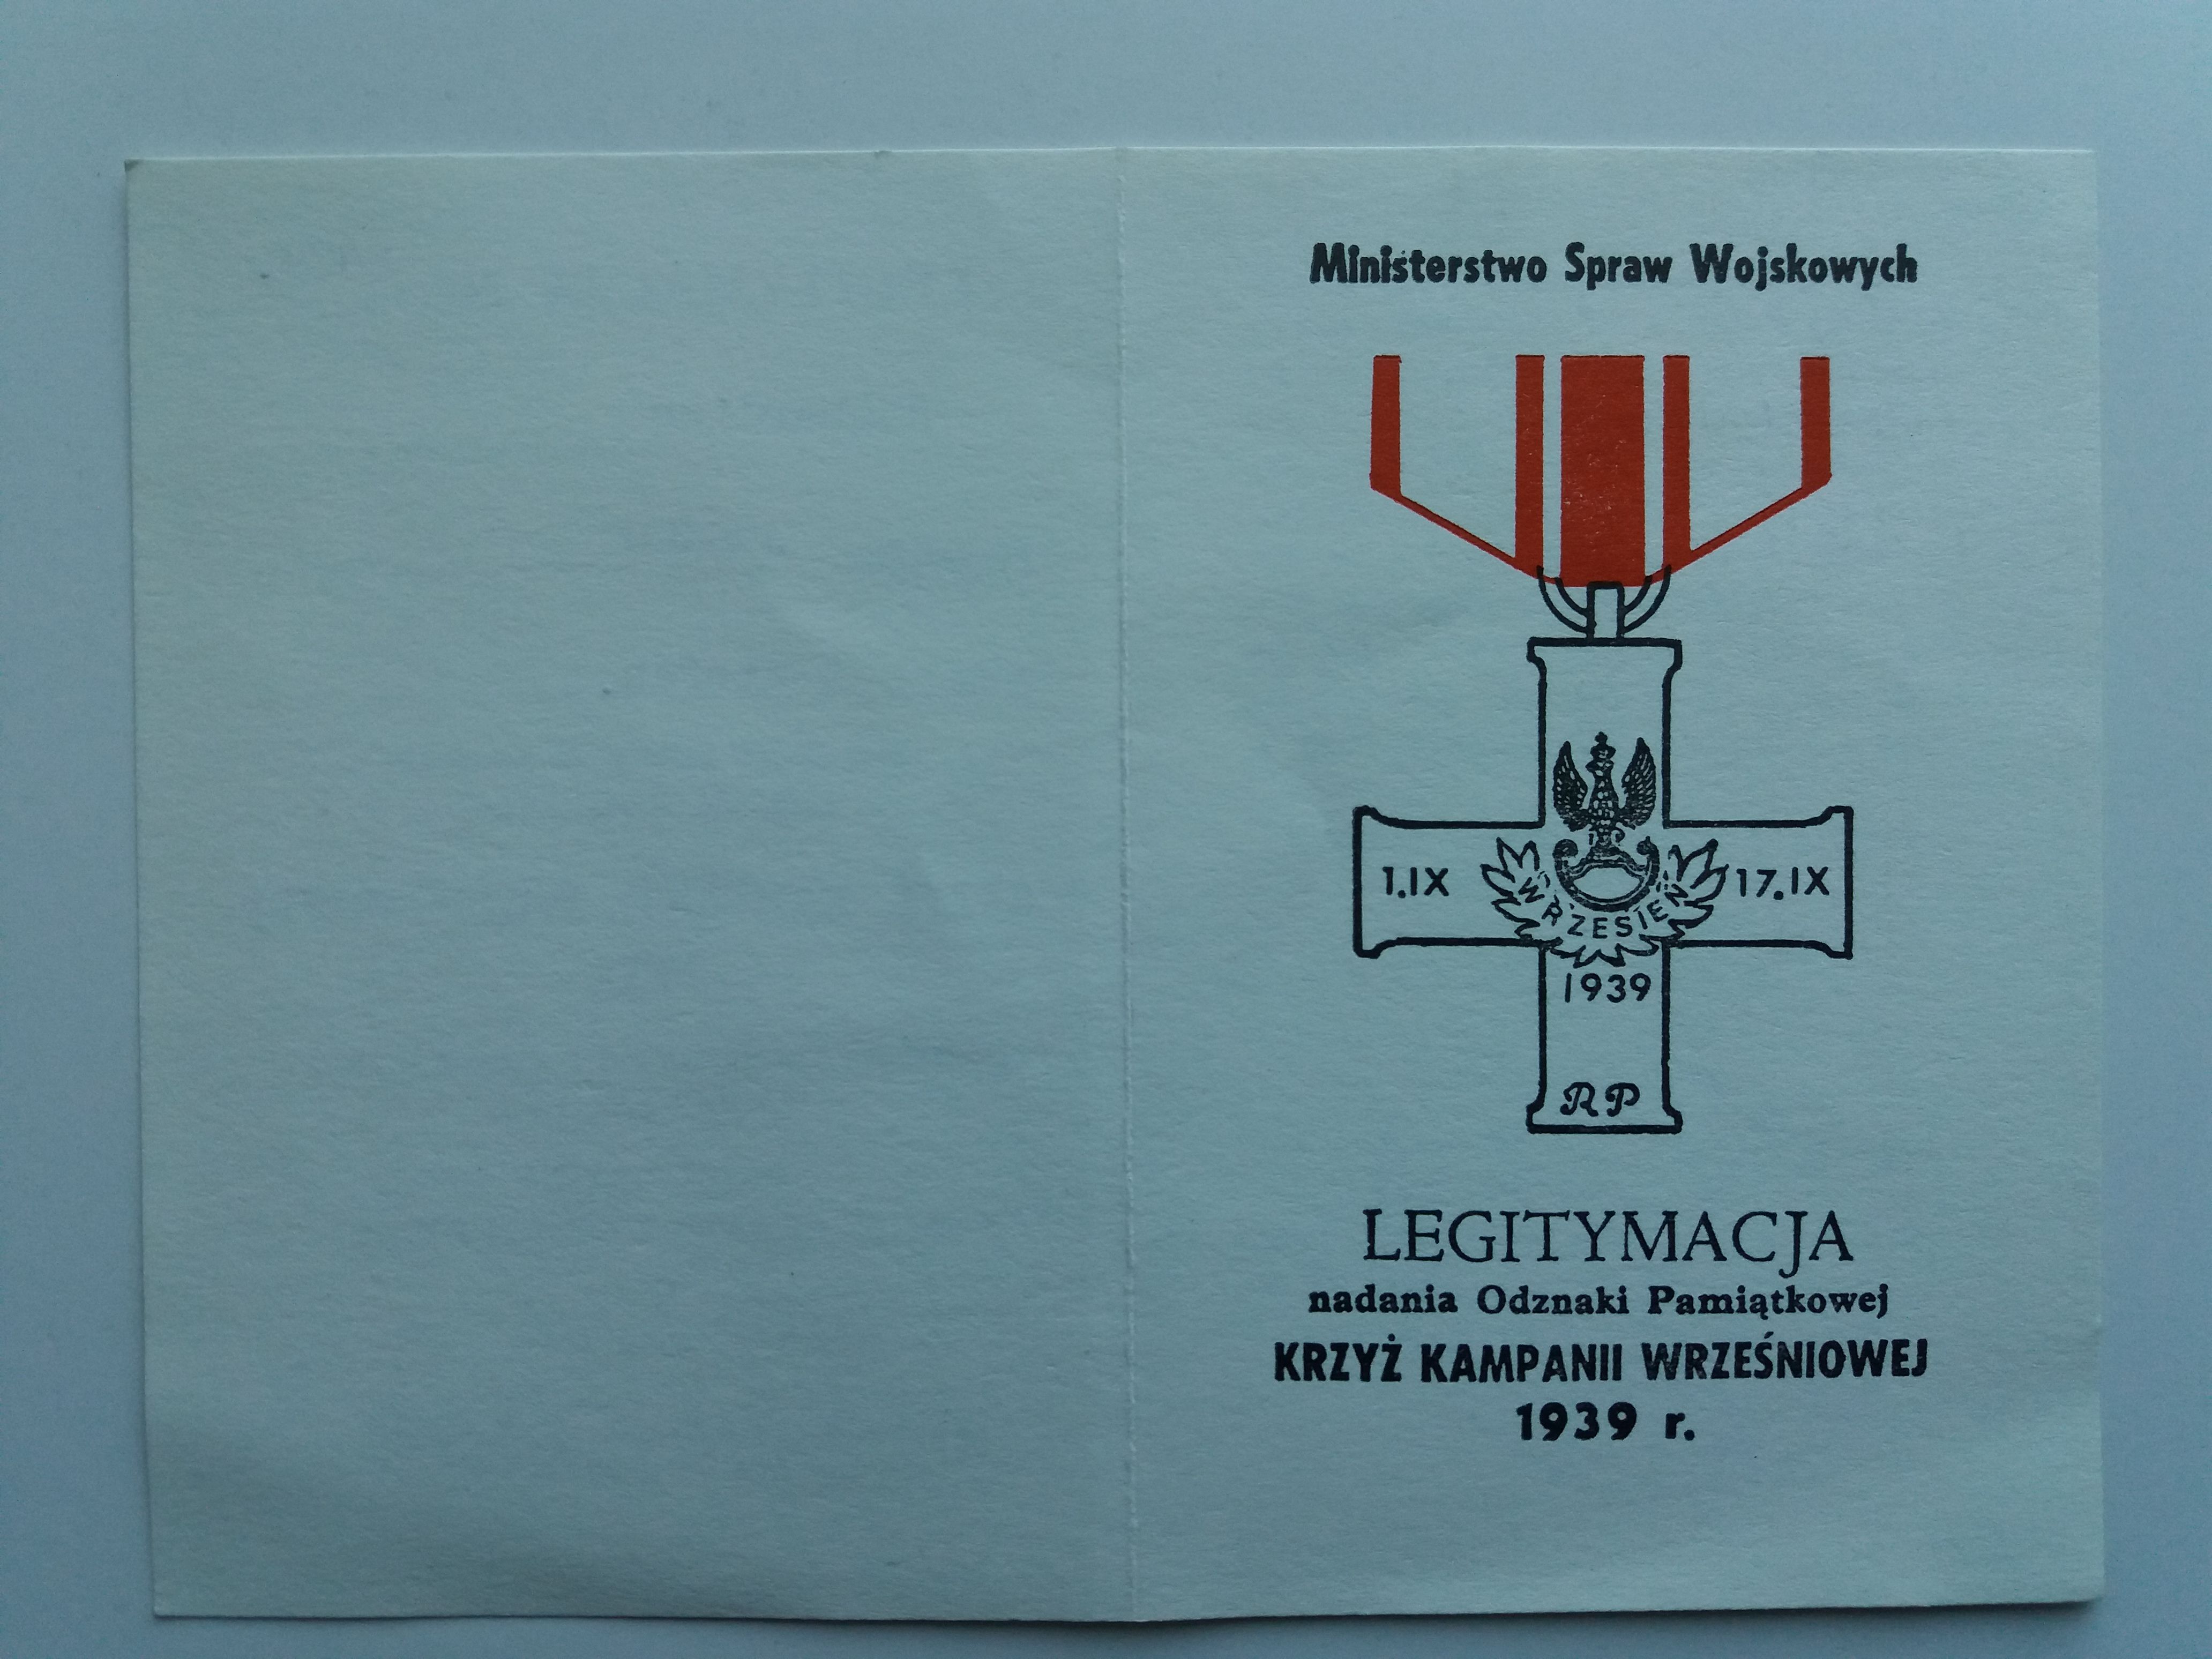 Ministerstwo Spraw Wojskowych
1.IX
17.IX
WRZESIEŃ
1939
RP
LEGITYMACJA
nadania Odznaki Pamiątkowej
KRZYŻ KAMPANII WRZEŚNIOWEJ
1939 r.